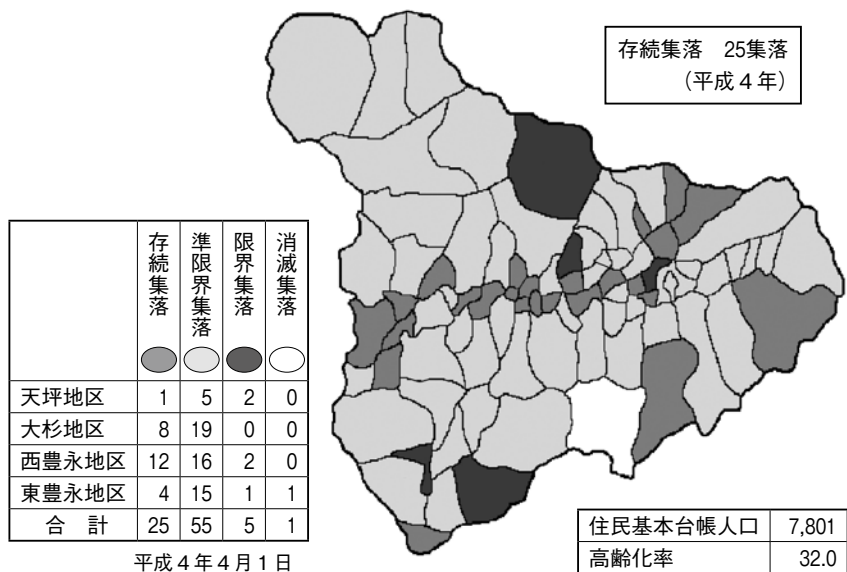 存続集落 25集落
(平成4年)
存続集落 準限界集落 限界集落 消滅集落
天坪地区 1 5 2 0
大杉地区 8 19 0 0
西豊永地区 12 16 2 0
東豊永地区 4 15 1 1
合 計 25 55 5 1
平成4年4月1日
住民基本台帳人口 7,801
高齢化率 32.0